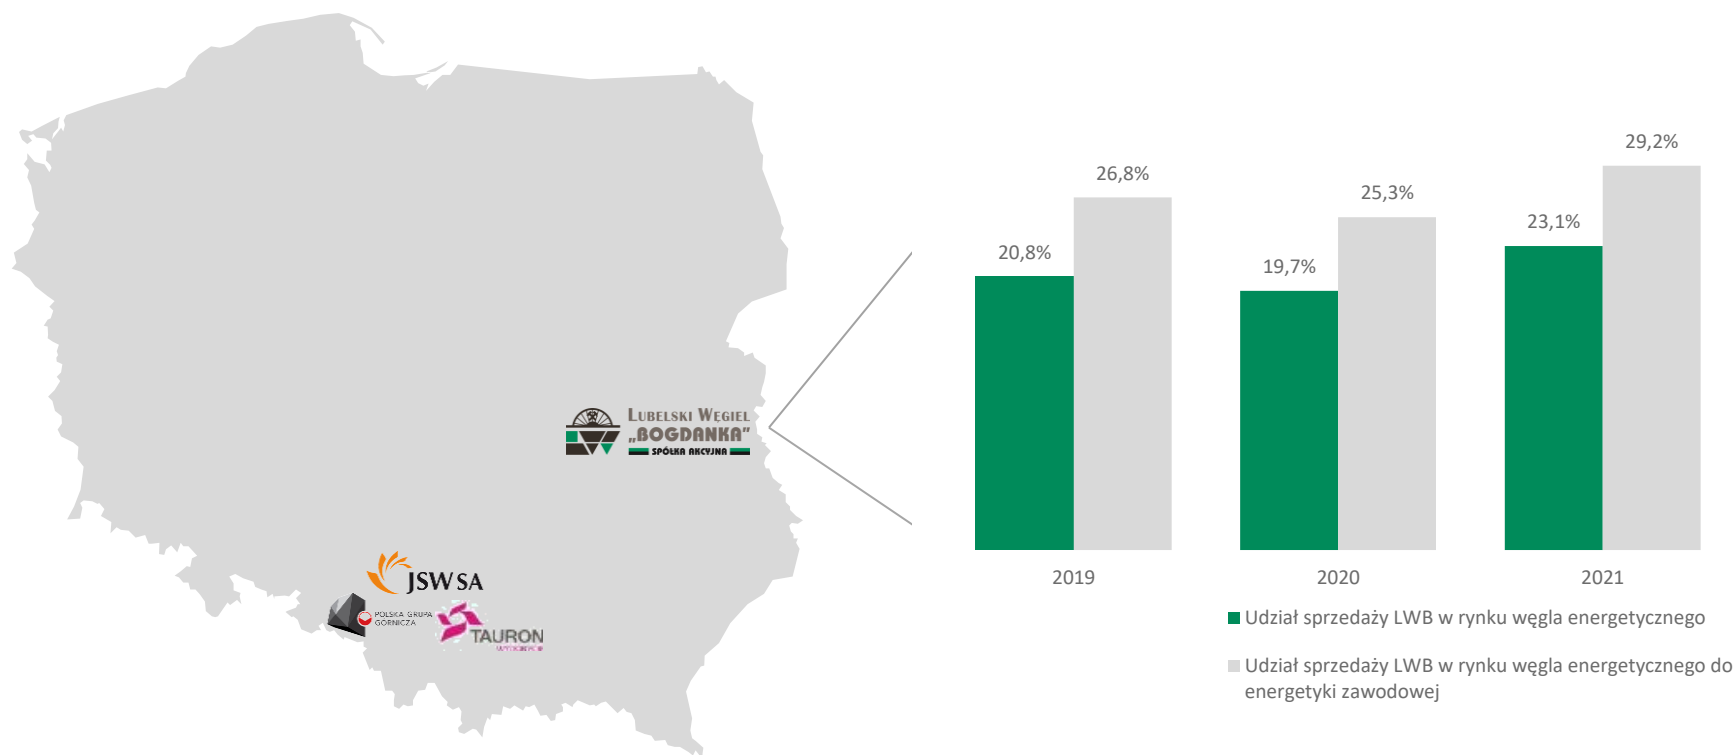 LUBELSKI WĘGIEL
„BOGDANKA”
SPÓŁKA AKCYJNA
JSW SA
POLSKA GRUPA
GÓRNICZA
TAURON
WYDOBYCIE
29,2%
26,8%
25,3%
23,1%
20,8%
19,7%
2019
2020
2021
Udział sprzedaży LWB w rynku węgla energetycznego
Udział sprzedaży LWB w rynku węgla energetycznego do
energetyki zawodowej